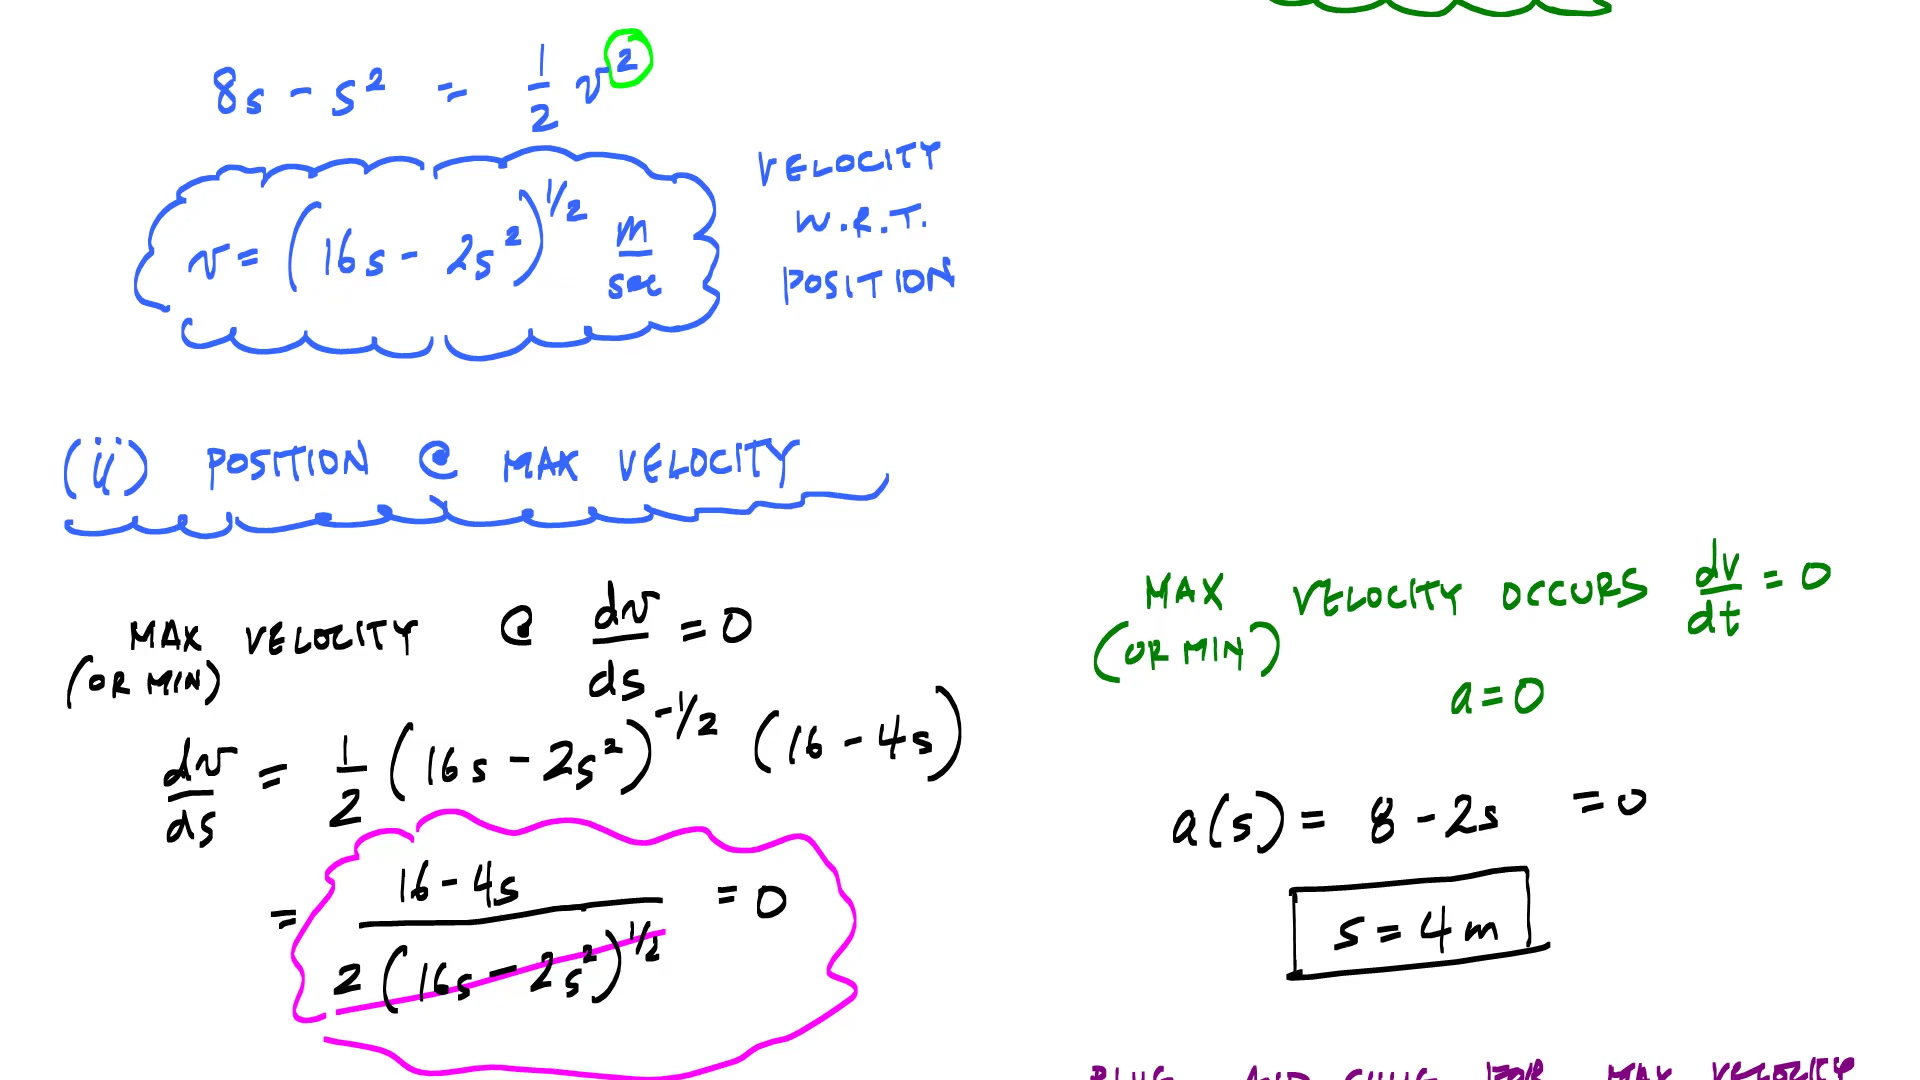 8s - s² = 1/2 v²
v = (16s - 2s²)^1/2 m/sec
VELOCITY
W.R.T.
POSITION
(ii) POSITION @ MAX VELOCITY
MAX VELOCITY @ dv/ds = 0
(OR MIN)
dv/ds = 1/2 (16s - 2s²)^-1/2 (16 - 4s)
= 16 - 4s / 2(16s - 2s²)^1/2 = 0
MAX VELOCITY OCCURS dv/dt = 0
(OR MIN)
a = 0
a(s) = 8 - 2s = 0
s = 4 m
MAX VELOCITY